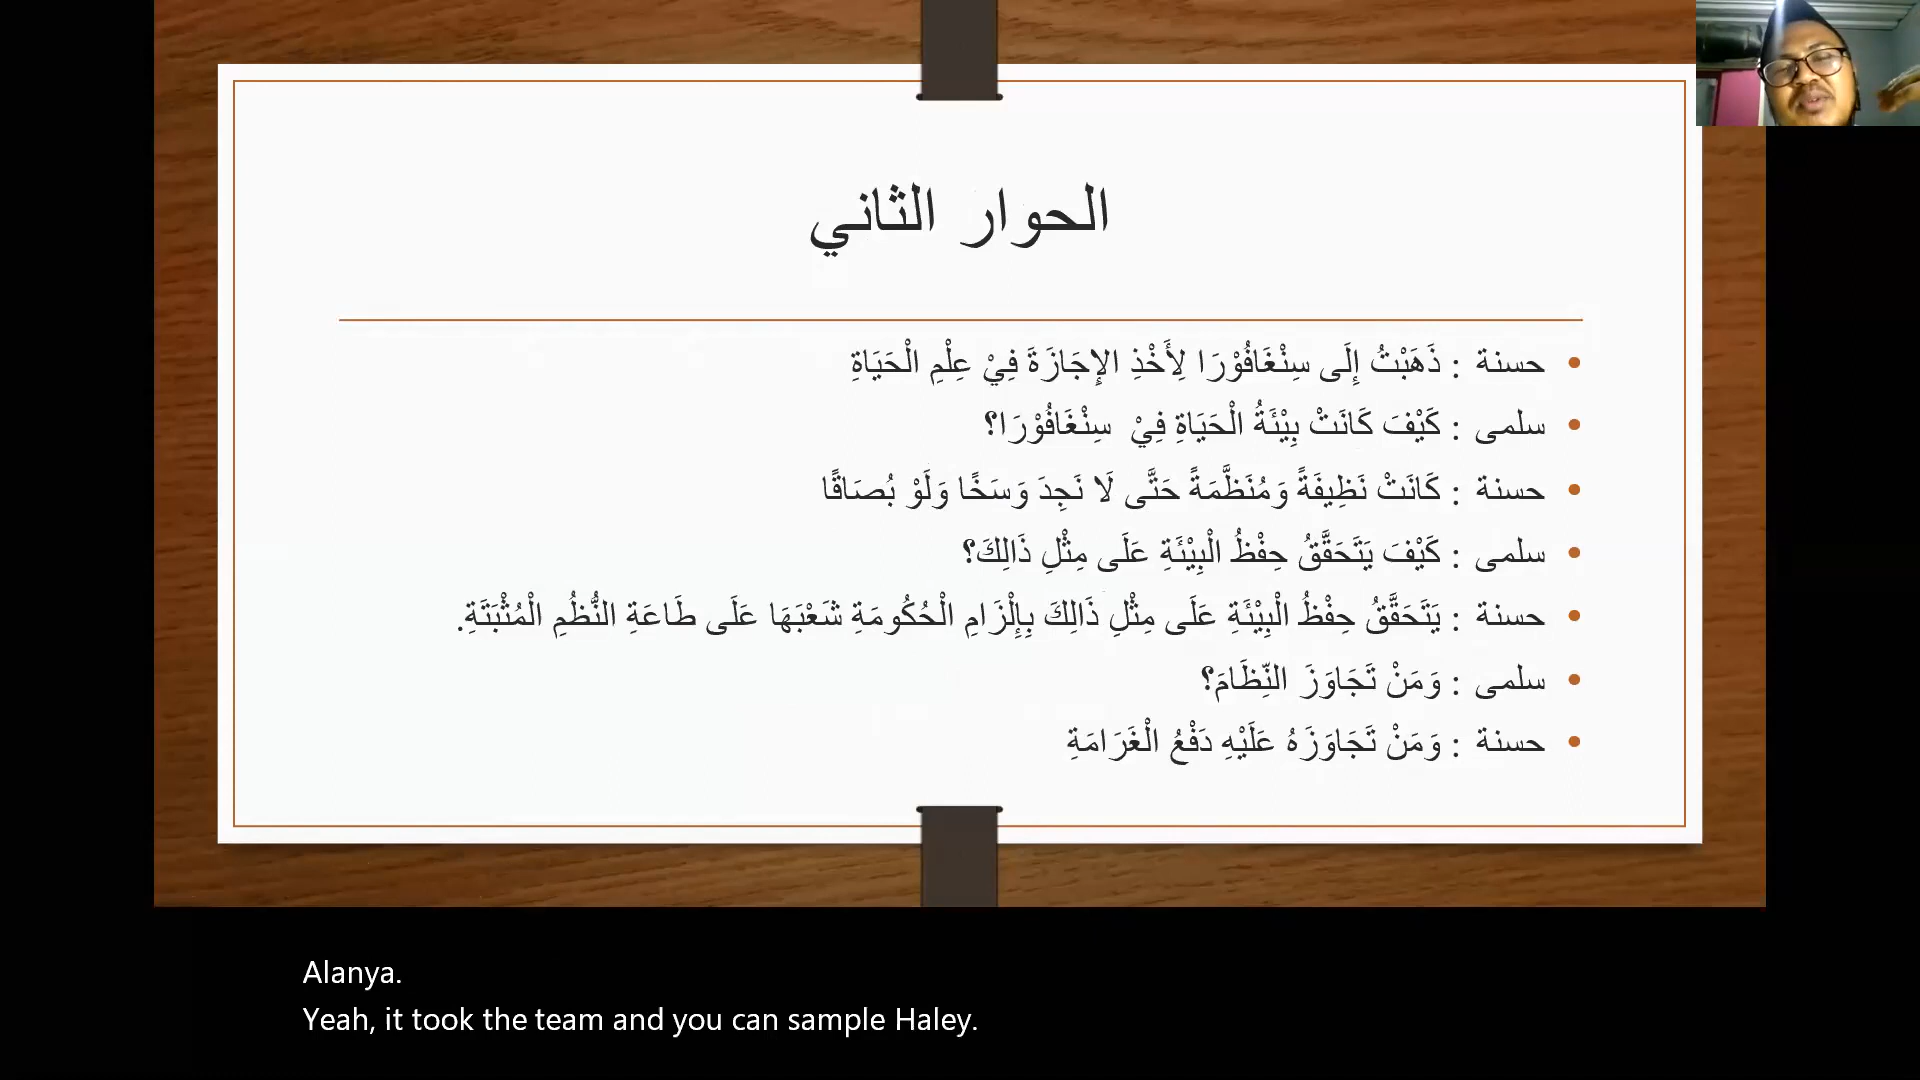 الحوار الثاني
حسنة : ذَهَبْتُ إِلَى سِنْغَافُوْرَا لِأَخْذِ الإِجَازَةَ فِيْ عِلْمِ الْحَيَاةِ
سلمى : كَيْفَ كَانَتْ بِيْئَةُ الْحَيَاةِ فِيْ سِنْغَافُوْرَا؟
حسنة : كَانَتْ نَظِيفَةً وَمُنَظَّمَةً حَتَّى لَا نَجِدَ وَسَخًا وَلَوْ بُصَاقًا
سلمى : كَيْفَ يَتَحَقَّقُ حِفْظُ الْبِيْئَةِ عَلَى مِثْلِ ذَالِكَ؟
حسنة : يَتَحَقَّقُ حِفْظُ الْبِيْئَةِ عَلَى مِثْلِ ذَالِكَ بِإِلْزَامِ الْحُكُومَةِ شَعْبَهَا عَلَى طَاعَةِ النُّظُمِ الْمُثْبَتَةِ.
سلمى : وَمَنْ تَجَاوَزَ النِّظَامَ؟
حسنة : وَمَنْ تَجَاوَزَهُ عَلَيْهِ دَفْعُ الْغَرَامَةِ
Alanya.
Yeah, it took the team and you can sample Haley.